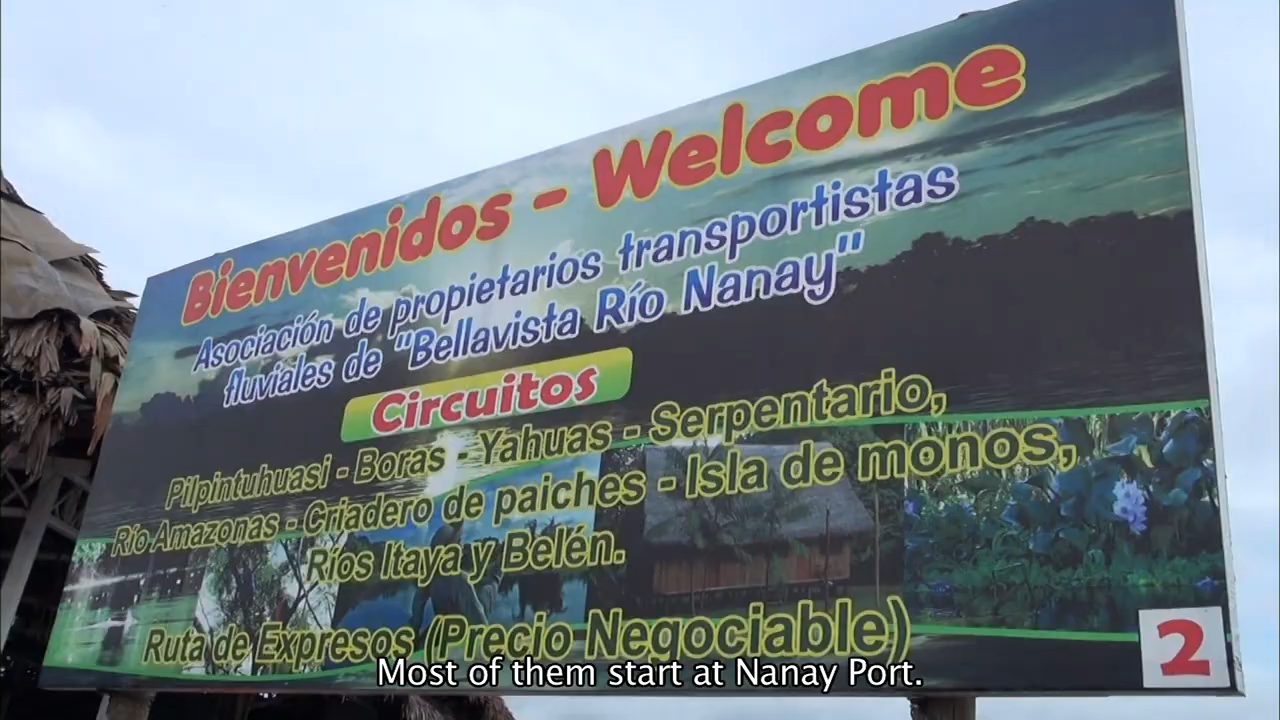 Bienvenidos - Welcome
Asociación de propietarios transportistas
fluviales de "Bellavista Río Nanay"
Circuitos
Pilpintuhuasi - Boras - Yahuas - Serpentario,
Río Amazonas - Criadero de paiches - Isla de monos,
Ríos Itaya y Belén.
Ruta de Expresos (Precio Negociable)
2
Most of them start at Nanay Port.